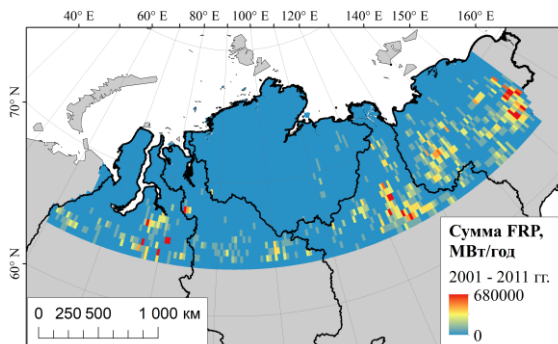 40° E 60° E 80° E 100° E 120° E 140° E 150° E 160° E
70° N
60° N
0 250 500 1 000 км
Сумма FRP,
МВт/год
2001 - 2011 гг.
680000
0